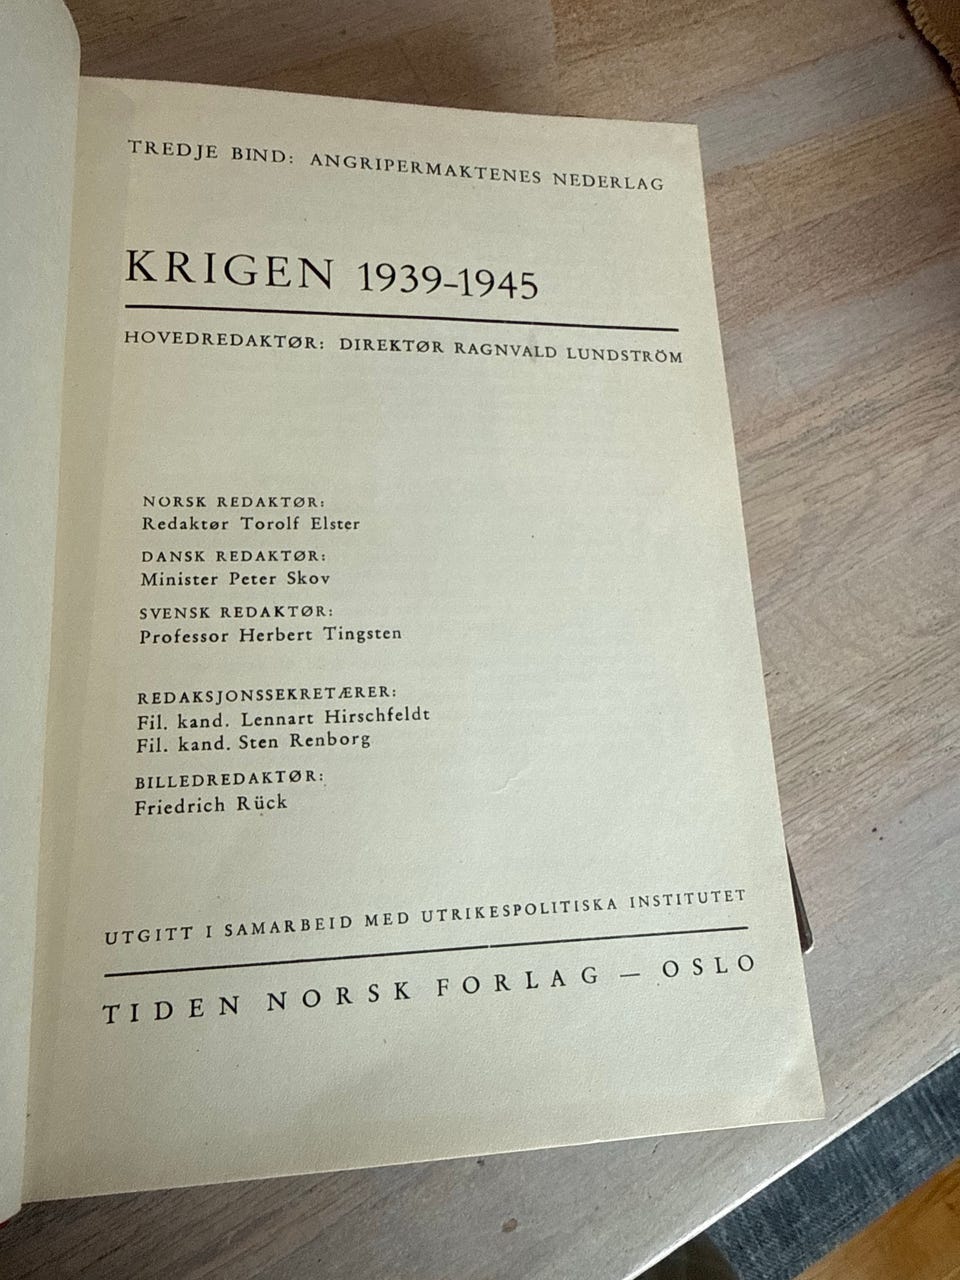 TREDJE BIND: ANGRIPERMAKTENES NEDERLAG
KRIGEN 1939-1945
HOVEDREDAKTØR: DIREKTØR RAGNVALD LUNDSTRÖM
NORSK REDAKTØR:
Redaktør Torolf Elster
DANSK REDAKTØR:
Minister Peter Skov
SVENSK REDAKTØR:
Professor Herbert Tingsten
REDAKSJONSSEKRETÆRER:
Fil. kand. Lennart Hirschfeldt
Fil. kand. Sten Renborg
BILLEDREDAKTØR:
Friedrich Rück
UTGITT I SAMARBEID MED UTRIKESPOLITISKA INSTITUTET
TIDEN NORSK FORLAG — OSLO